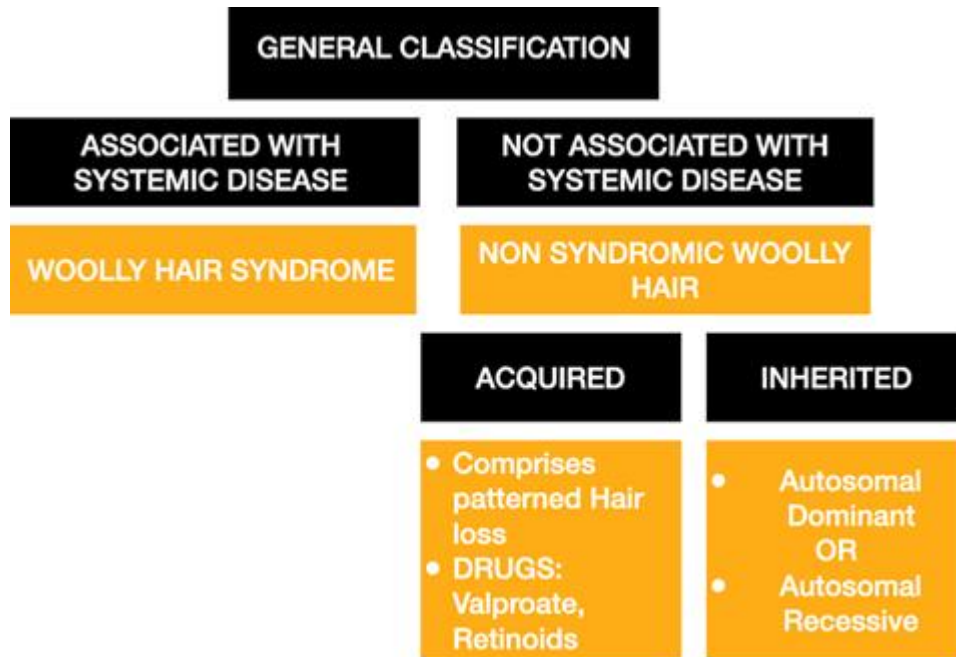 GENERAL CLASSIFICATION
ASSOCIATED WITH
SYSTEMIC DISEASE
NOT ASSOCIATED WITH
SYSTEMIC DISEASE
WOOLLY HAIR SYNDROME
NON SYNDROMIC WOOLLY
HAIR
ACQUIRED
INHERITED
• Comprises
patterned Hair
loss
• DRUGS:
Valproate,
Retinoids
• Autosomal
Dominant
OR
• Autosomal
Recessive